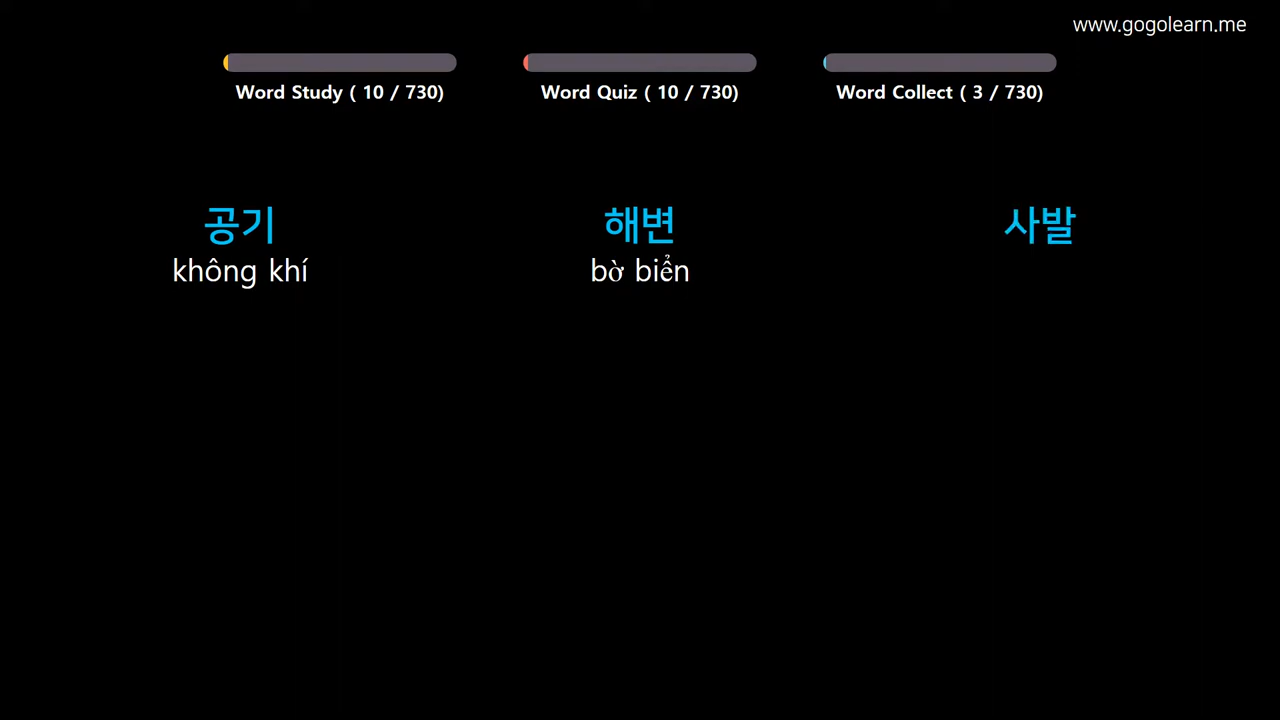 www.gogolearn.me
Word Study ( 10 / 730)
Word Quiz ( 10 / 730)
Word Collect ( 3 / 730)
공기
không khí
해변
bờ biển
사발